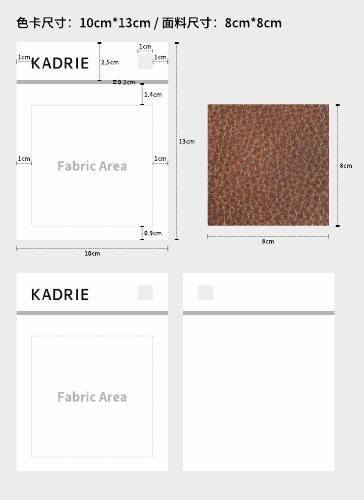 色卡尺寸：10cm*13cm / 面料尺寸：8cm*8cm
1cm
1cm KADRIE 2.5cm 1cm
0.2cm
1.4cm
13cm
1cm Fabric Area 1cm
8cm
0.9cm
8cm
10cm
KADRIE
Fabric Area